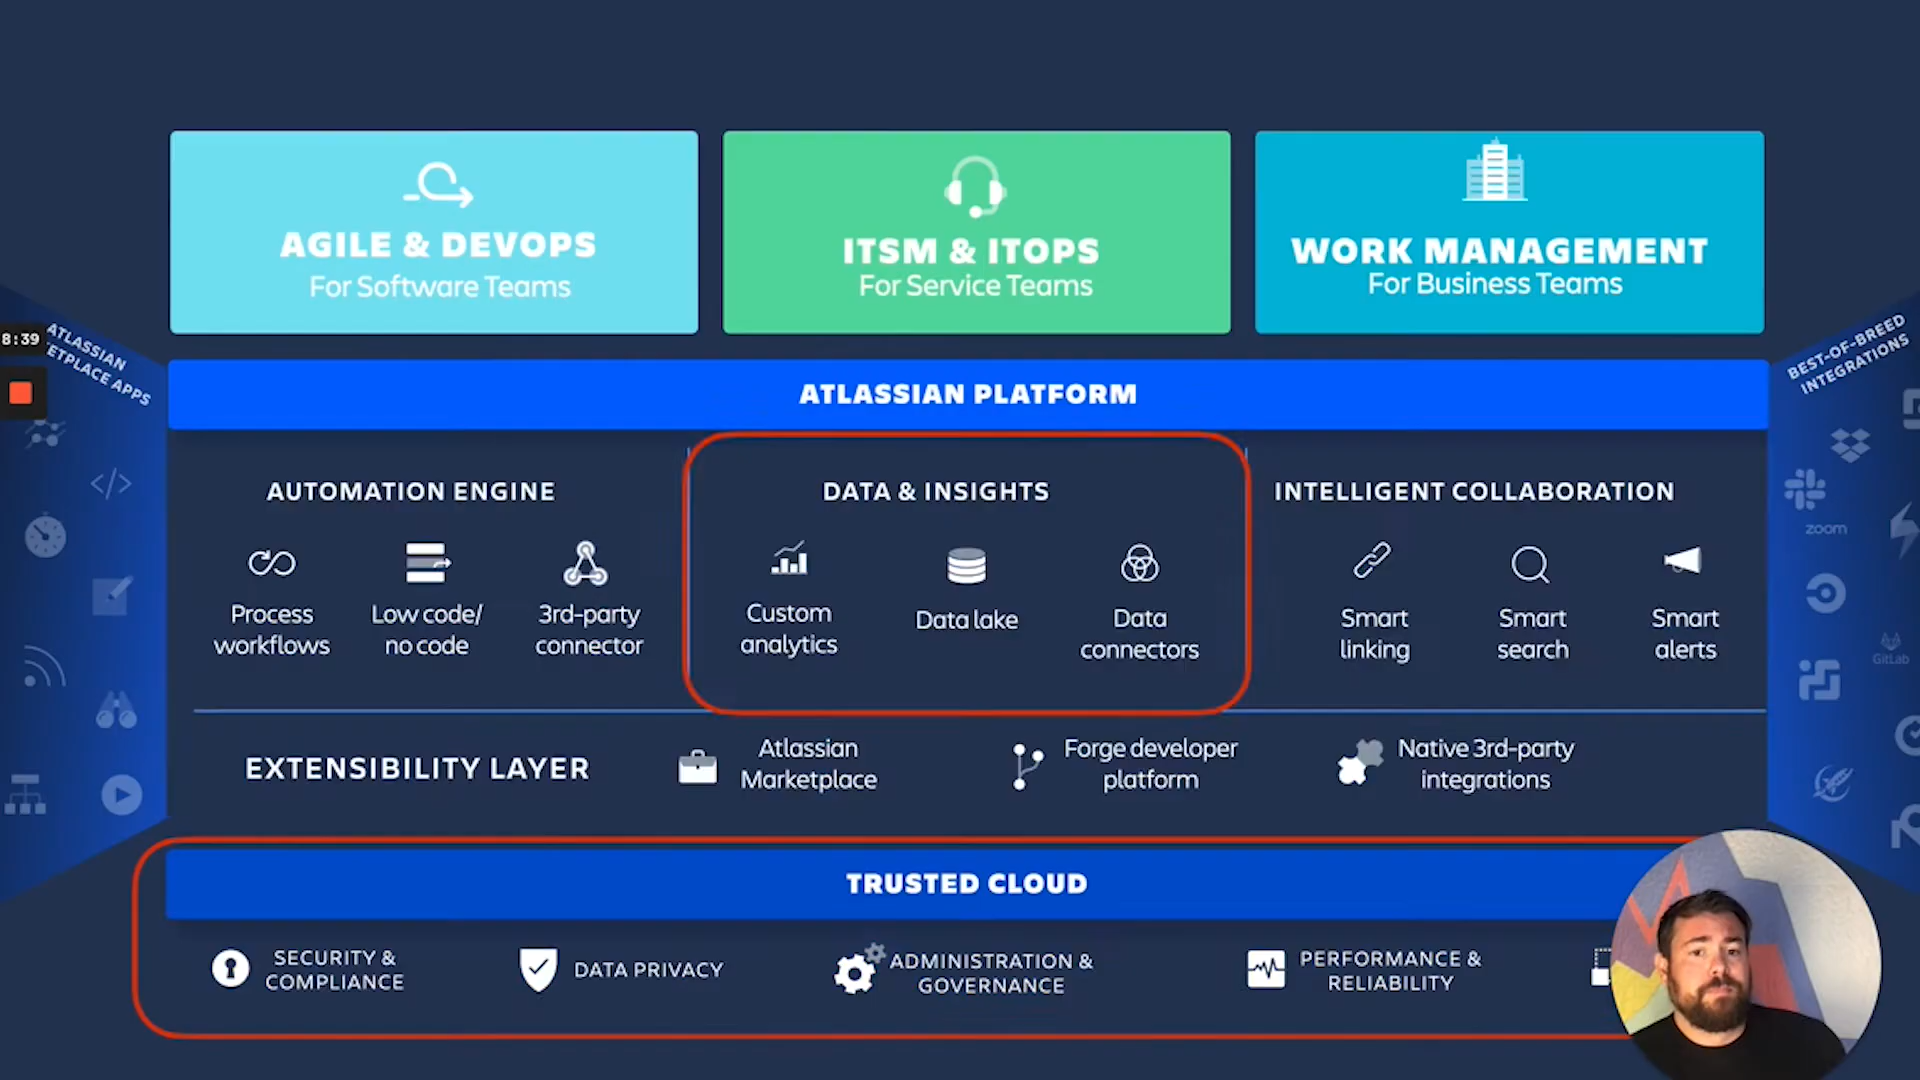 AGILE & DEVOPS
For Software Teams
ITSM & ITOPS
For Service Teams
WORK MANAGEMENT
For Business Teams
8:39
ATLASSIAN
ETPLACE APPS
BEST-OF-BREED
INTEGRATIONS
ATLASSIAN PLATFORM
AUTOMATION ENGINE
Process
workflows
Low code/
no code
3rd-party
connector
DATA & INSIGHTS
Custom
analytics
Data lake
Data
connectors
INTELLIGENT COLLABORATION
Smart
linking
Smart
search
Smart
alerts
zoom
GitLab
EXTENSIBILITY LAYER
Atlassian
Marketplace
Forge developer
platform
Native 3rd-party
integrations
TRUSTED CLOUD
SECURITY &
COMPLIANCE
DATA PRIVACY
ADMINISTRATION &
GOVERNANCE
PERFORMANCE &
RELIABILITY